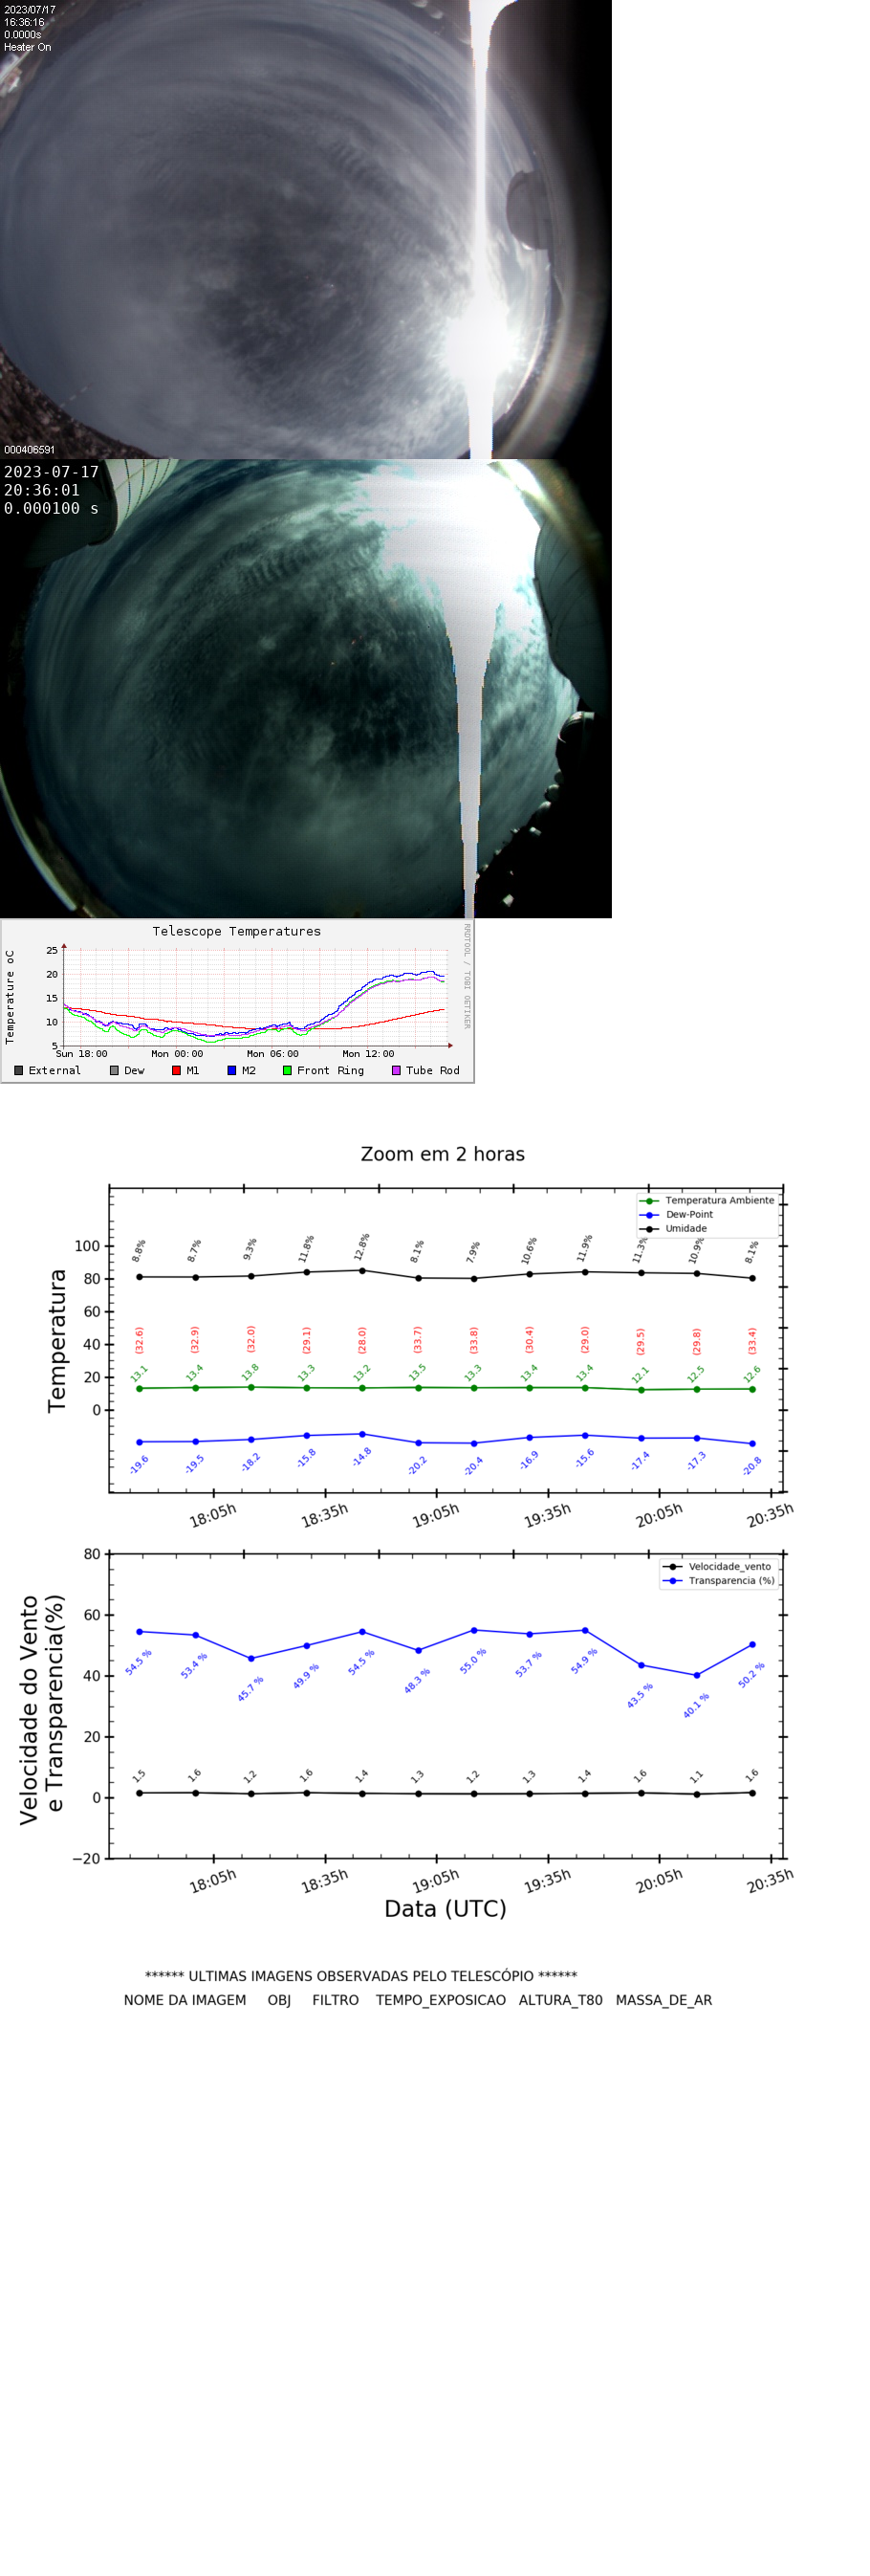 2023/07/17
16:36:16
0.0000s
Heater On
000406591
2023-07-17
20:36:01
0.000100 s
Telescope Temperatures
RRDTOOL / TOBI OETIKER
Temperature oC
25
20
15
10
5
Sun 18:00 Mon 00:00 Mon 06:00 Mon 12:00
External Dew M1 M2 Front Ring Tube Rod
Zoom em 2 horas
Temperatura Ambiente
Dew-Point
Umidade
Temperatura
100
80
60
40
20
0
8.8% 8.7% 9.3% 11.8% 12.8% 8.1% 7.9% 10.6% 11.9% 11.3% 10.9% 8.1%
(32.6) (32.9) (32.0) (29.1) (28.0) (33.7) (33.8) (30.4) (29.0) (29.5) (29.8) (33.4)
13.1 13.4 13.8 13.3 13.2 13.5 13.3 13.4 13.4 12.1 12.5 12.6
-19.6 -19.5 -18.2 -15.8 -14.8 -20.2 -20.4 -16.9 -15.6 -17.4 -17.3 -20.8
18:05h 18:35h 19:05h 19:35h 20:05h 20:35h
Velocidade_vento
Transparencia (%)
Velocidade do Vento
e Transparencia(%)
80
60
40
20
0
−20
54.5 % 53.4 % 45.7 % 49.9 % 54.5 % 48.3 % 55.0 % 53.7 % 54.9 % 43.5 % 40.1 % 50.2 %
1.5 1.6 1.2 1.6 1.4 1.3 1.2 1.3 1.4 1.6 1.1 1.6
18:05h 18:35h 19:05h 19:35h 20:05h 20:35h
Data (UTC)
****** ULTIMAS IMAGENS OBSERVADAS PELO TELESCÓPIO ******
NOME DA IMAGEM OBJ FILTRO TEMPO_EXPOSICAO ALTURA_T80 MASSA_DE_AR